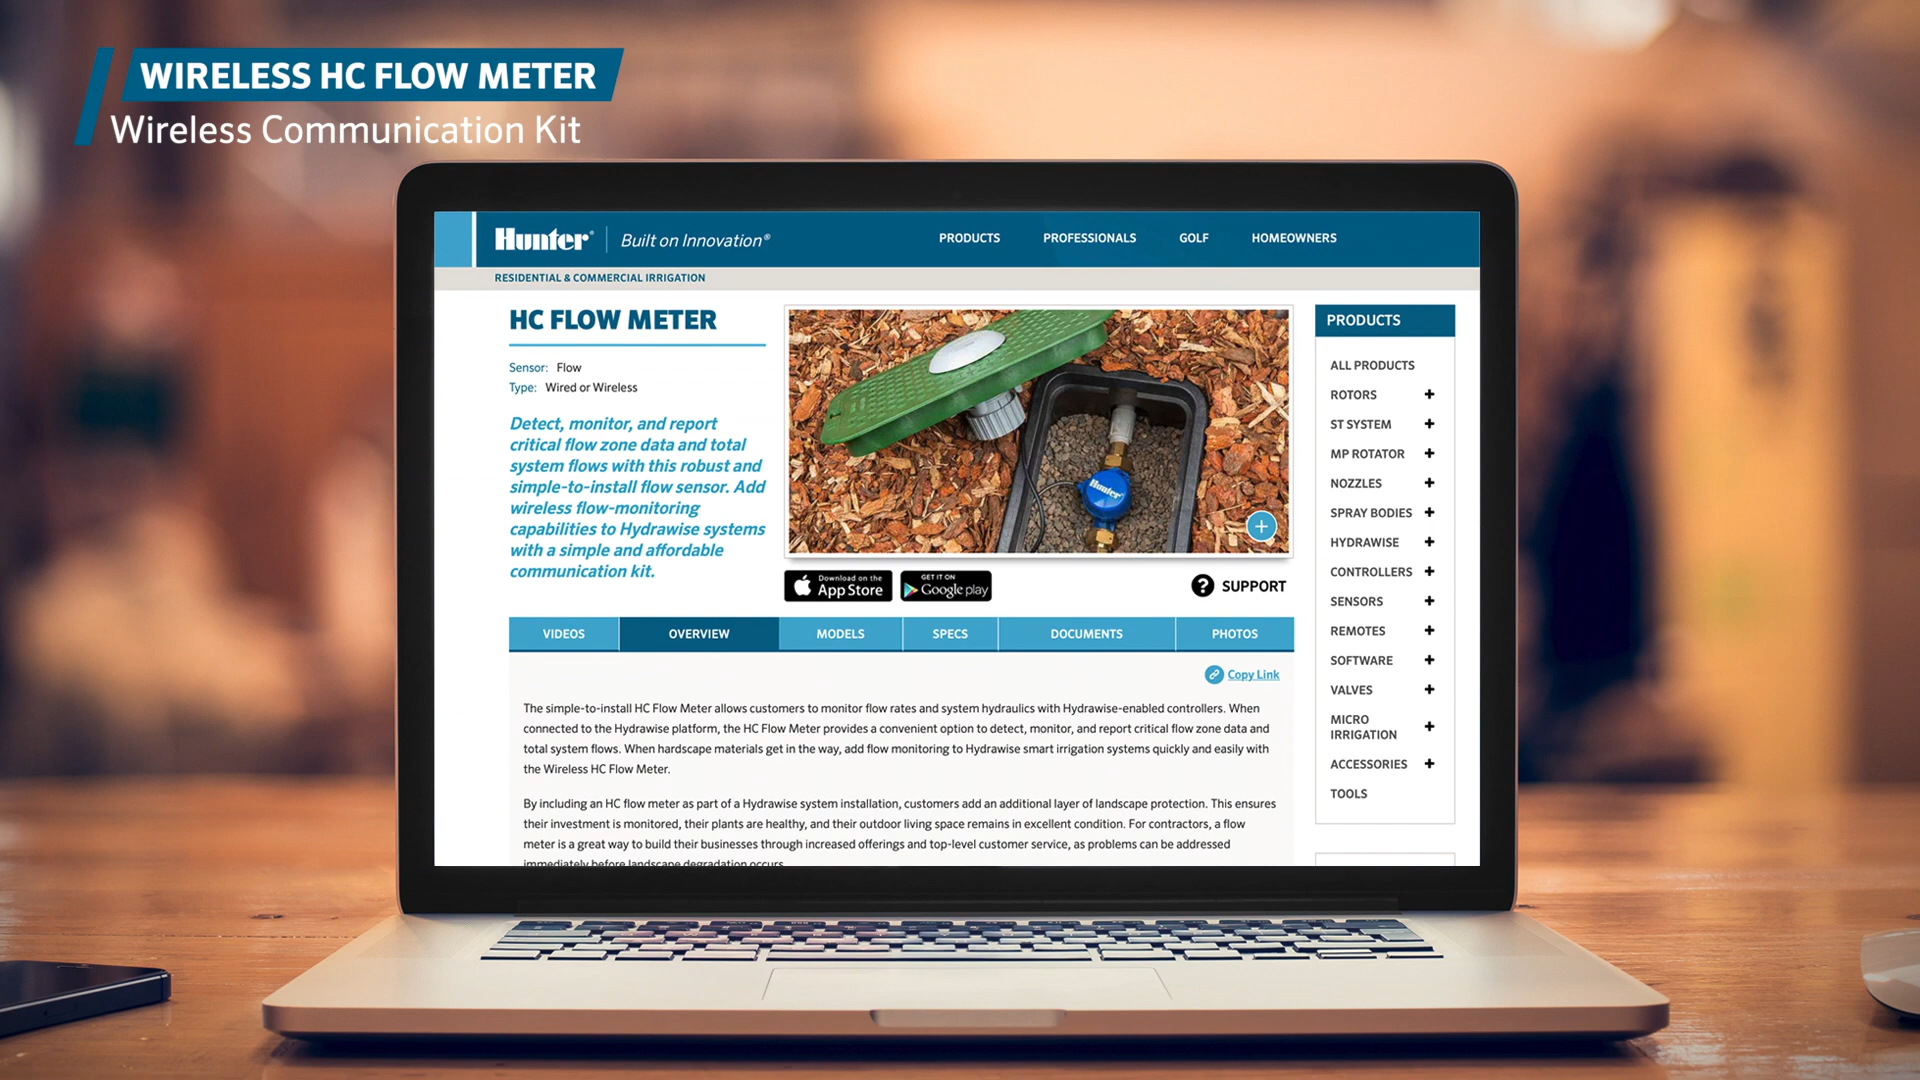 WIRELESS HC FLOW METER
Wireless Communication Kit
Hunter® Built on Innovation®
PRODUCTS PROFESSIONALS GOLF HOMEOWNERS
RESIDENTIAL & COMMERCIAL IRRIGATION
HC FLOW METER
Sensor: Flow
Type: Wired or Wireless
Detect, monitor, and report
critical flow zone data and total
system flows with this robust and
simple-to-install flow sensor. Add
wireless flow-monitoring
capabilities to Hydrawise systems
with a simple and affordable
communication kit.
Hunter
Download on the
App Store
GET IT ON
Google play
? SUPPORT
VIDEOS OVERVIEW MODELS SPECS DOCUMENTS PHOTOS
Copy Link
The simple-to-install HC Flow Meter allows customers to monitor flow rates and system hydraulics with Hydrawise-enabled controllers. When
connected to the Hydrawise platform, the HC Flow Meter provides a convenient option to detect, monitor, and report critical flow zone data and
total system flows. When hardscape materials get in the way, add flow monitoring to Hydrawise smart irrigation systems quickly and easily with
the Wireless HC Flow Meter.
By including an HC flow meter as part of a Hydrawise system installation, customers add an additional layer of landscape protection. This ensures
their investment is monitored, their plants are healthy, and their outdoor living space remains in excellent condition. For contractors, a flow
meter is a great way to build their businesses through increased offerings and top-level customer service, as problems can be addressed
immediately before landscape degradation occurs.
PRODUCTS
ALL PRODUCTS
ROTORS +
ST SYSTEM +
MP ROTATOR +
NOZZLES +
SPRAY BODIES +
HYDRAWISE +
CONTROLLERS +
SENSORS +
REMOTES +
SOFTWARE +
VALVES +
MICRO
IRRIGATION +
ACCESSORIES +
TOOLS